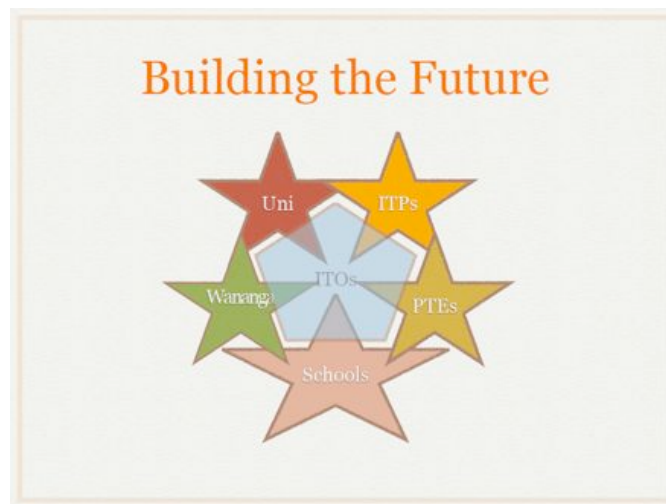 Building the Future
Uni
ITPs
ITOs
Wananga
PTEs
Schools